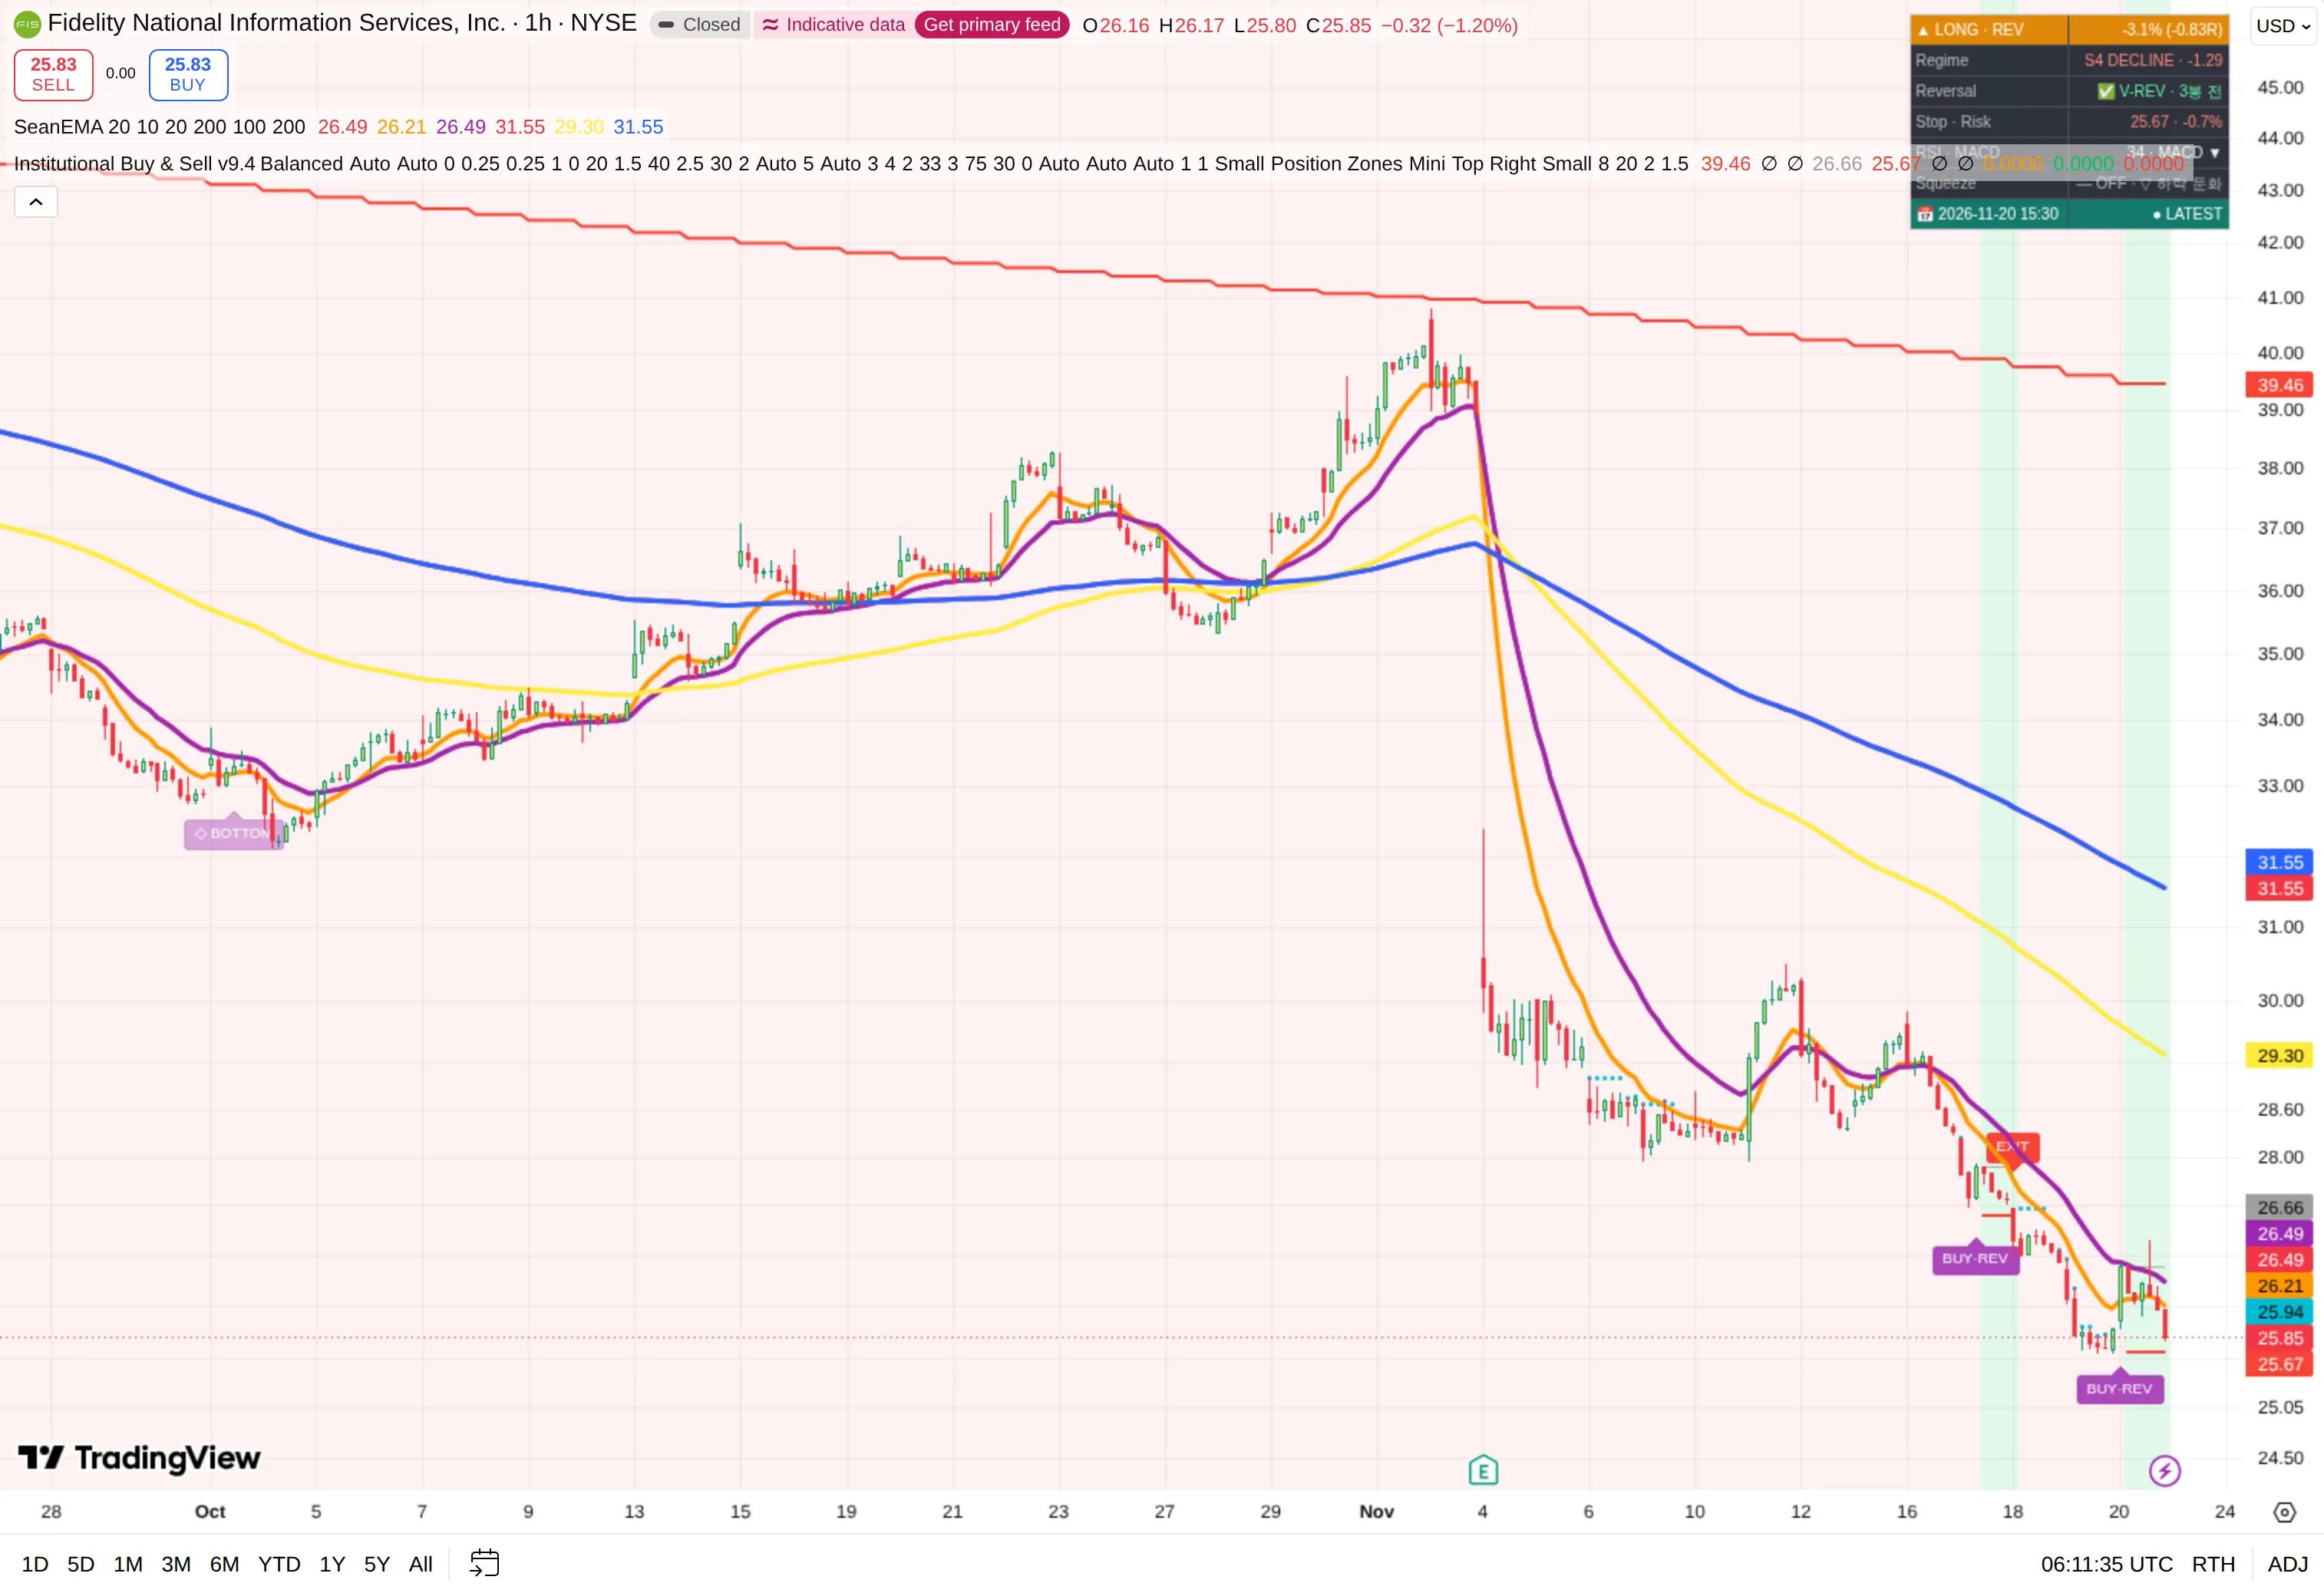 FIS Fidelity National Information Services, Inc. · 1h · NYSE Closed Indicative data Get primary feed O26.16 H26.17 L25.80 C25.85 −0.32 (−1.20%)
25.83 SELL 0.00 25.83 BUY
SeanEMA 20 10 20 200 100 200 26.49 26.21 26.49 31.55 29.30 31.55
Institutional Buy & Sell v9.4 Balanced Auto Auto 0 0.25 0.25 1 0 20 1.5 40 2.5 30 2 Auto 5 Auto 3 4 2 33 3 75 30 0 Auto Auto Auto 1 1 Small Position Zones Mini Top Right Small 8 20 2 1.5 39.46 ∅ ∅ 26.66 25.67 ∅ ∅ 0.0000 0.0000 0.0000
▲ LONG · REV -3.1% (-0.83R)
Regime S4 DECLINE · -1.29
Reversal ✅ V-REV · 3봉 전
Stop · Risk 25.67 · -0.7%
RSI · MACD 34 · MACD ▼
Squeeze — OFF · ▽ 하락 둔화
📅 2026-11-20 15:30 ● LATEST
USD
45.00
44.00
43.00
42.00
41.00
40.00
39.46
39.00
38.00
37.00
36.00
35.00
34.00
33.00
31.55
31.55
31.00
30.00
29.30
28.60
28.00
26.66
26.49
26.49
26.21
25.94
25.85
25.67
25.05
24.50
◇ BOTTOM
EXIT
BUY·REV
BUY·REV
TradingView
E
28 Oct 5 7 9 13 15 19 21 23 27 29 Nov 4 6 10 12 16 18 20 24
1D 5D 1M 3M 6M YTD 1Y 5Y All 06:11:35 UTC RTH ADJ